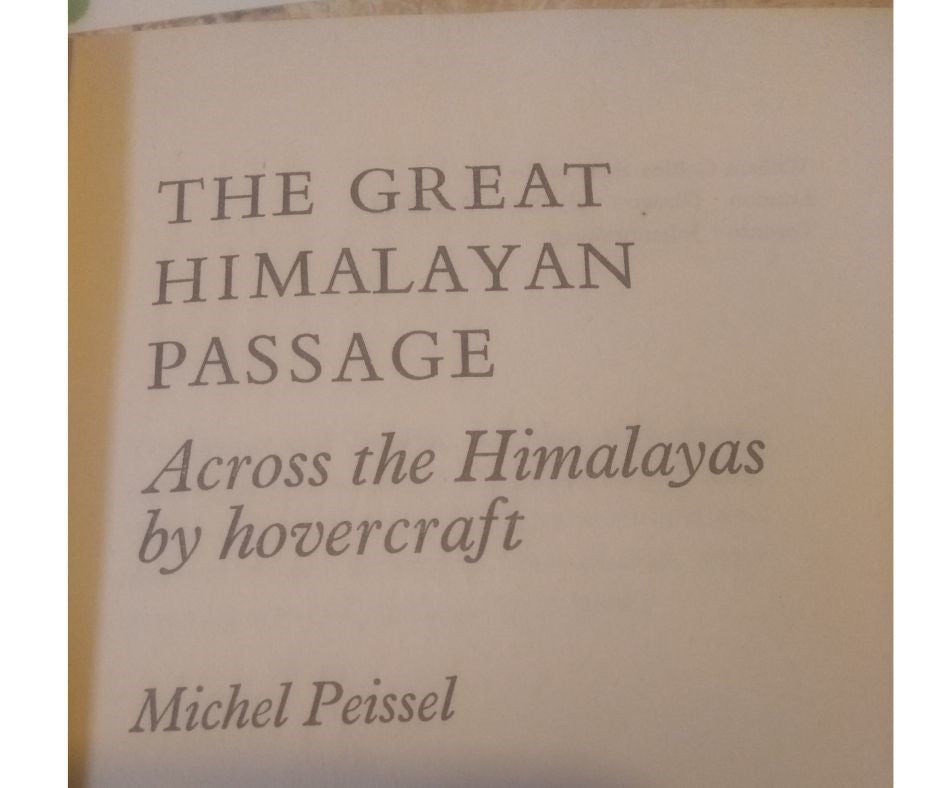 THE GREAT
HIMALAYAN
PASSAGE
Across the Himalayas
by hovercraft
Michel Peissel